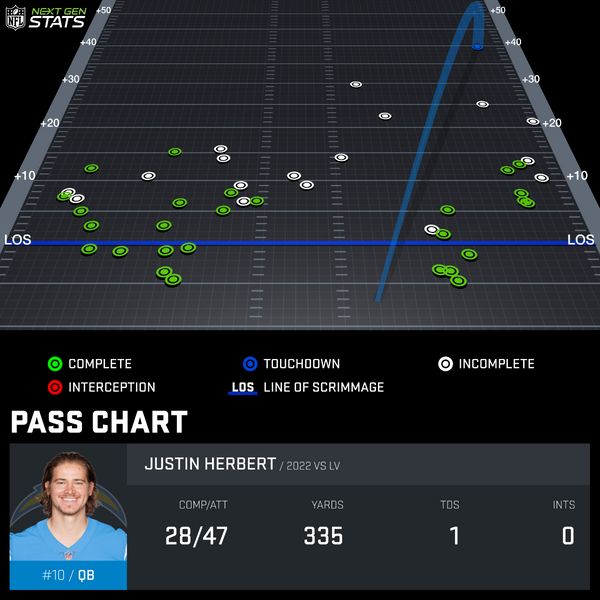 NFL NEXT GEN STATS
+50 +50
+40 +40
+30 +30
+20 +20
+10 +10
LOS LOS
COMPLETE TOUCHDOWN INCOMPLETE
INTERCEPTION LOS LINE OF SCRIMMAGE
PASS CHART
JUSTIN HERBERT / 2022 VS LV
COMP/ATT YARDS TDS INTS
28/47 335 1 0
#10 / QB